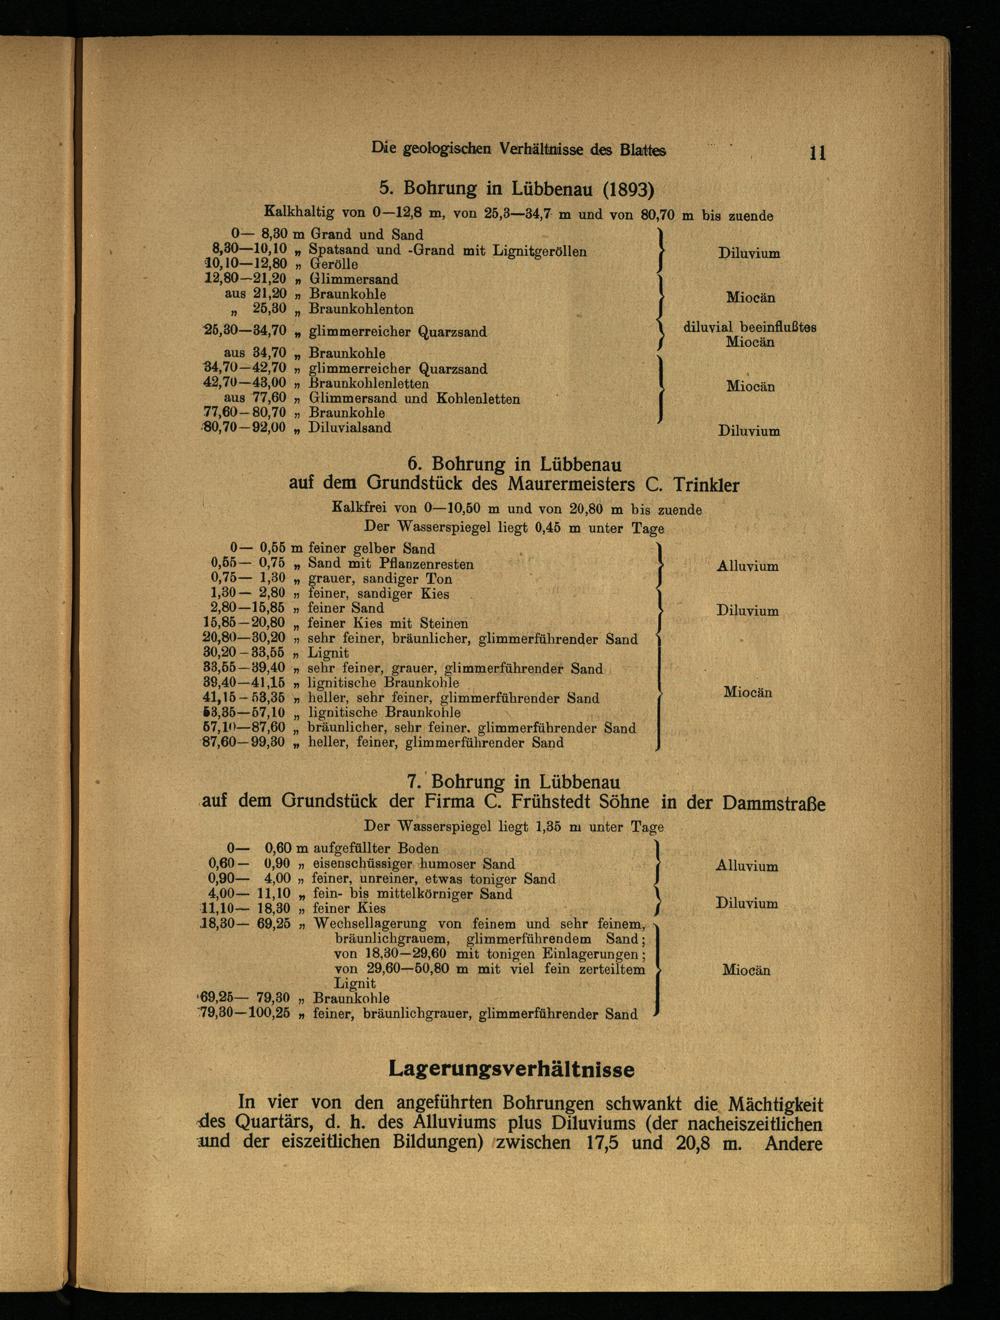 Die geologischen Verhältnisse des Blattes 11
5. Bohrung in Lübbenau (1893)
Kalkhaltig von 0—12,8 m, von 25,3—34,7 m und von 80,70 m bis zuende
0— 8,30 m Grand und Sand
8,30—10,10 „ Spatsand und -Grand mit Lignitgeröllen Diluvium
10,10—12,80 „ Gerölle
12,80—21,20 „ Glimmersand
aus 21,20 „ Braunkohle Miocän
„ 25,30 „ Braunkohlenton
25,30—34,70 „ glimmerreicher Quarzsand diluvial beeinflußtes
Miocän
aus 34,70 „ Braunkohle
34,70—42,70 „ glimmerreicher Quarzsand
42,70—43,00 „ Braunkohlenletten Miocän
aus 77,60 „ Glimmersand und Kohlenletten
77,60—80,70 „ Braunkohle
80,70—92,00 „ Diluvialsand Diluvium
6. Bohrung in Lübbenau
auf dem Grundstück des Maurermeisters C. Trinkler
Kalkfrei von 0—10,50 m und von 20,80 m bis zuende
Der Wasserspiegel liegt 0,45 m unter Tage
0— 0,55 m feiner gelber Sand
0,55— 0,75 „ Sand mit Pflanzenresten Alluvium
0,75— 1,30 „ grauer, sandiger Ton
1,30— 2,80 „ feiner, sandiger Kies
2,80—15,85 „ feiner Sand Diluvium
15,85—20,80 „ feiner Kies mit Steinen
20,80—30,20 „ sehr feiner, bräunlicher, glimmerführender Sand
30,20—33,55 „ Lignit
33,55—39,40 „ sehr feiner, grauer, glimmerführender Sand
39,40—41,15 „ lignitische Braunkohle
41,15—53,35 „ heller, sehr feiner, glimmerführender Sand Miocän
53,35—57,10 „ lignitische Braunkohle
57,10—87,60 „ bräunlicher, sehr feiner, glimmerführender Sand
87,60—99,30 „ heller, feiner, glimmerführender Sand
7. Bohrung in Lübbenau
auf dem Grundstück der Firma C. Frühstedt Söhne in der Dammstraße
Der Wasserspiegel liegt 1,35 m unter Tage
0— 0,60 m aufgefüllter Boden
0,60— 0,90 „ eisenschüssiger humoser Sand Alluvium
0,90— 4,00 „ feiner, unreiner, etwas toniger Sand
4,00— 11,10 „ fein- bis mittelkörniger Sand Diluvium
11,10— 18,30 „ feiner Kies
18,30— 69,25 „ Wechsellagerung von feinem und sehr feinem,
bräunlichgrauem, glimmerführendem Sand;
von 18,30—29,60 mit tonigen Einlagerungen;
von 29,60—50,80 m mit viel fein zerteiltem Miocän
Lignit
69,25— 79,30 „ Braunkohle
79,30—100,25 „ feiner, bräunlichgrauer, glimmerführender Sand
Lagerungsverhältnisse
In vier von den angeführten Bohrungen schwankt die Mächtigkeit
des Quartärs, d. h. des Alluviums plus Diluviums (der nacheiszeitlichen
und der eiszeitlichen Bildungen) zwischen 17,5 und 20,8 m. Andere